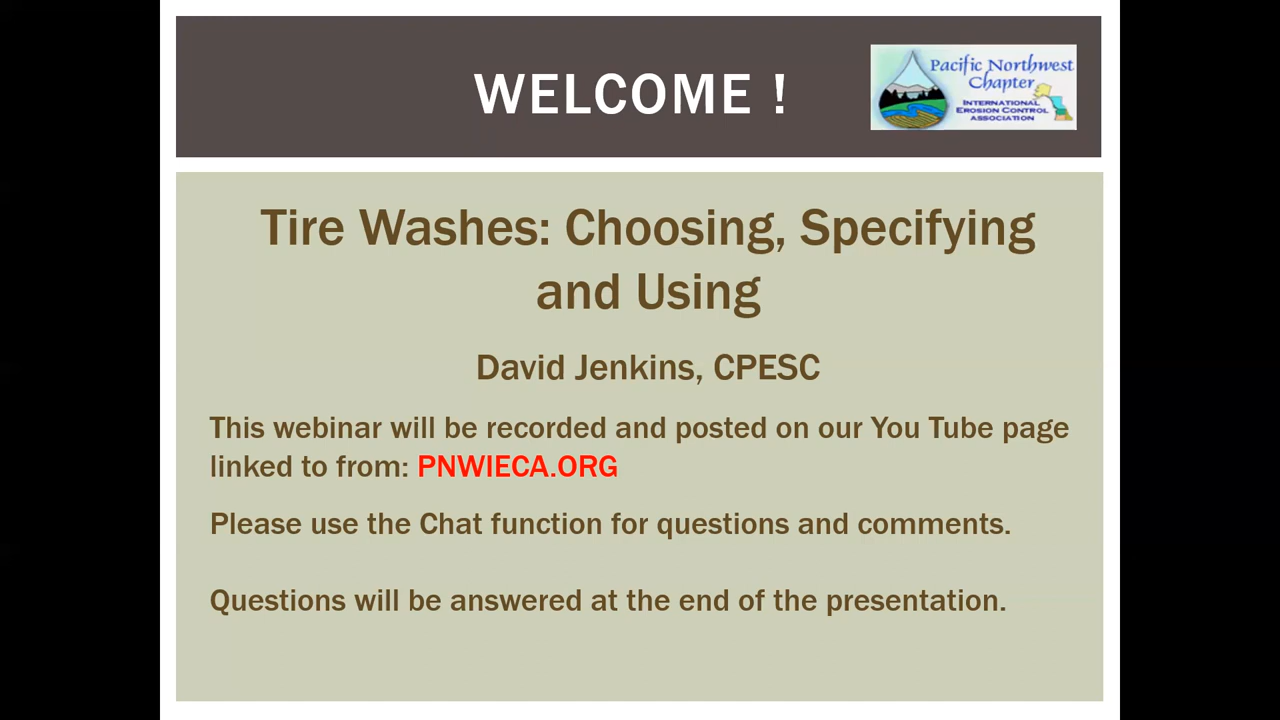 WELCOME !
Pacific Northwest
Chapter
INTERNATIONAL
EROSION CONTROL
ASSOCIATION
Tire Washes: Choosing, Specifying
and Using
David Jenkins, CPESC
This webinar will be recorded and posted on our You Tube page
linked to from: PNWIECA.ORG
Please use the Chat function for questions and comments.
Questions will be answered at the end of the presentation.